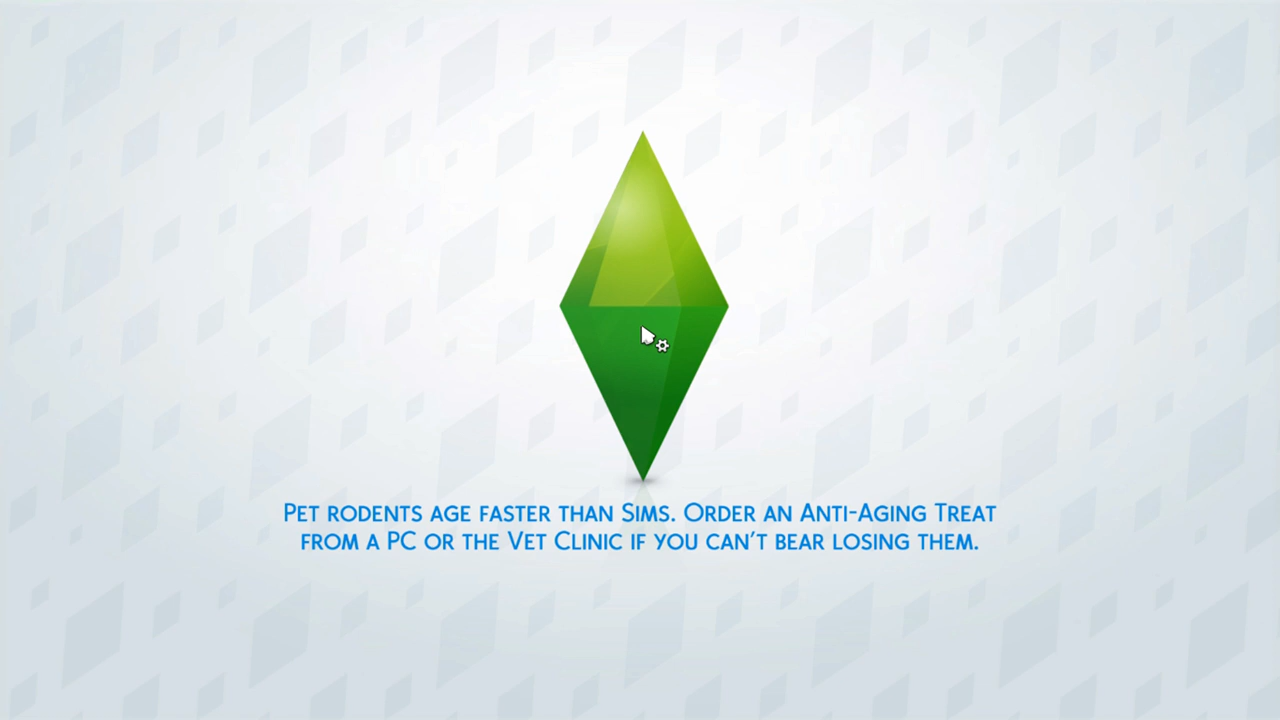 Pet rodents age faster than Sims. Order an Anti-Aging Treat
from a PC or the Vet Clinic if you can't bear losing them.